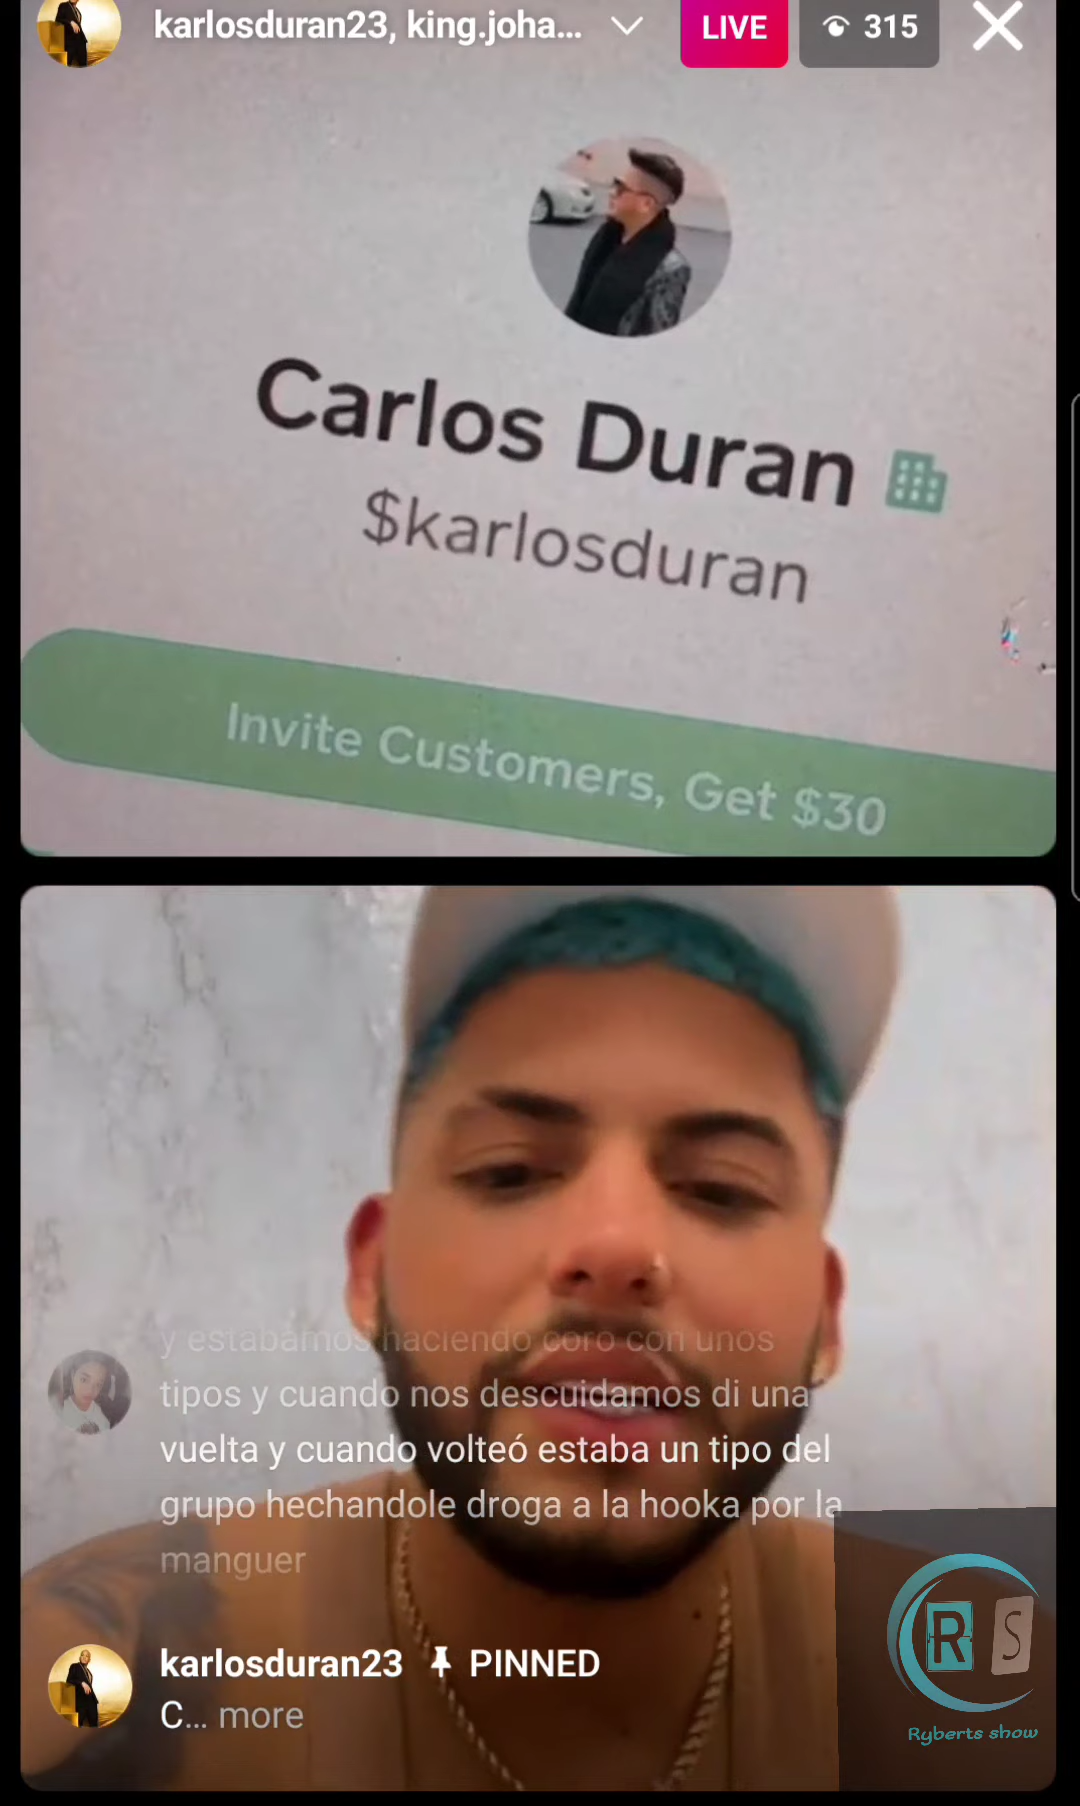 karlosduran23, king.joha...
LIVE
315
Carlos Duran
$karlosduran
Invite Customers, Get $30
y estabamos haciendo coro con unos
tipos y cuando nos descuidamos di una
vuelta y cuando volteó estaba un tipo del
grupo hechandole droga a la hooka por la
manguer
karlosduran23 PINNED
C... more
R S
Ryberts show